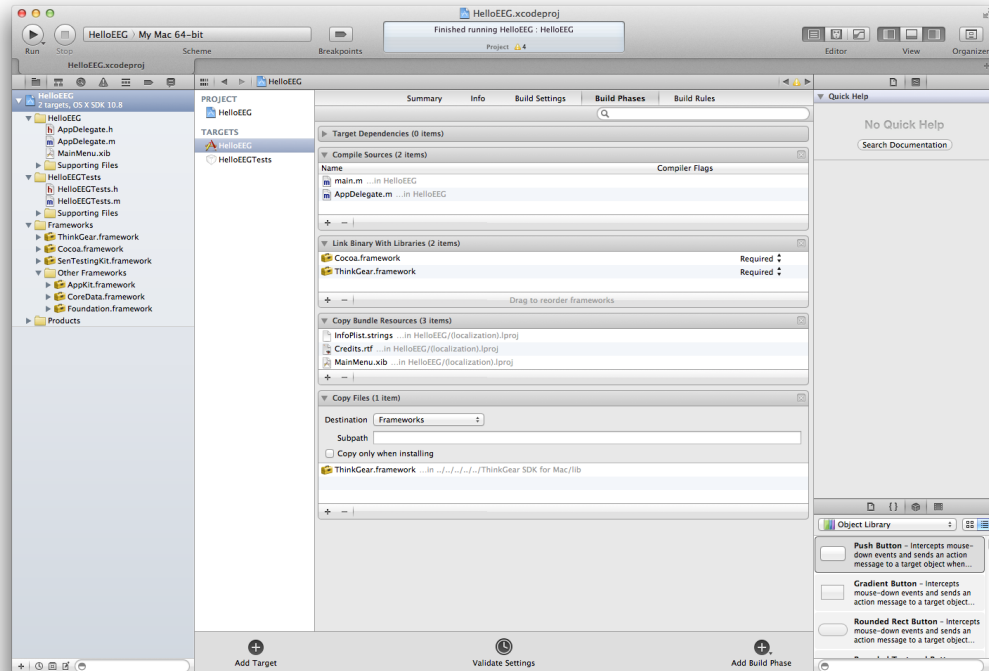 HelloEEG.xcodeproj
HelloEEG My Mac 64-bit
Finished running HelloEEG : HelloEEG
Project 4
Run Stop Scheme Breakpoints Editor View Organizer
HelloEEG.xcodeproj
HelloEEG
2 targets, OS X SDK 10.8
HelloEEG
AppDelegate.h
AppDelegate.m
MainMenu.xib
Supporting Files
HelloEEGTests
HelloEEGTests.h
HelloEEGTests.m
Supporting Files
Frameworks
ThinkGear.framework
Cocoa.framework
SenTestingKit.framework
Other Frameworks
AppKit.framework
CoreData.framework
Foundation.framework
Products
HelloEEG
PROJECT
HelloEEG
TARGETS
HelloEEG
HelloEEGTests
Summary Info Build Settings Build Phases Build Rules
Target Dependencies (0 items)
Compile Sources (2 items)
Name Compiler Flags
main.m ...in HelloEEG
AppDelegate.m ...in HelloEEG
Link Binary With Libraries (2 items)
Cocoa.framework Required
ThinkGear.framework Required
Drag to reorder frameworks
Copy Bundle Resources (3 items)
InfoPlist.strings ...in HelloEEG/(localization).lproj
Credits.rtf ...in HelloEEG/(localization).lproj
MainMenu.xib ...in HelloEEG/(localization).lproj
Copy Files (1 item)
Destination Frameworks
Subpath
Copy only when installing
ThinkGear.framework ...in ../../../../../ThinkGear SDK for Mac/lib
Add Target Validate Settings Add Build Phase
Quick Help
No Quick Help
Search Documentation
Object Library
Push Button - Intercepts mouse-
down events and sends an action
message to a target object when...
Gradient Button - Intercepts
mouse-down events and sends an
action message to a target object...
Rounded Rect Button - Intercepts
mouse-down events and sends an
action message to a target object...